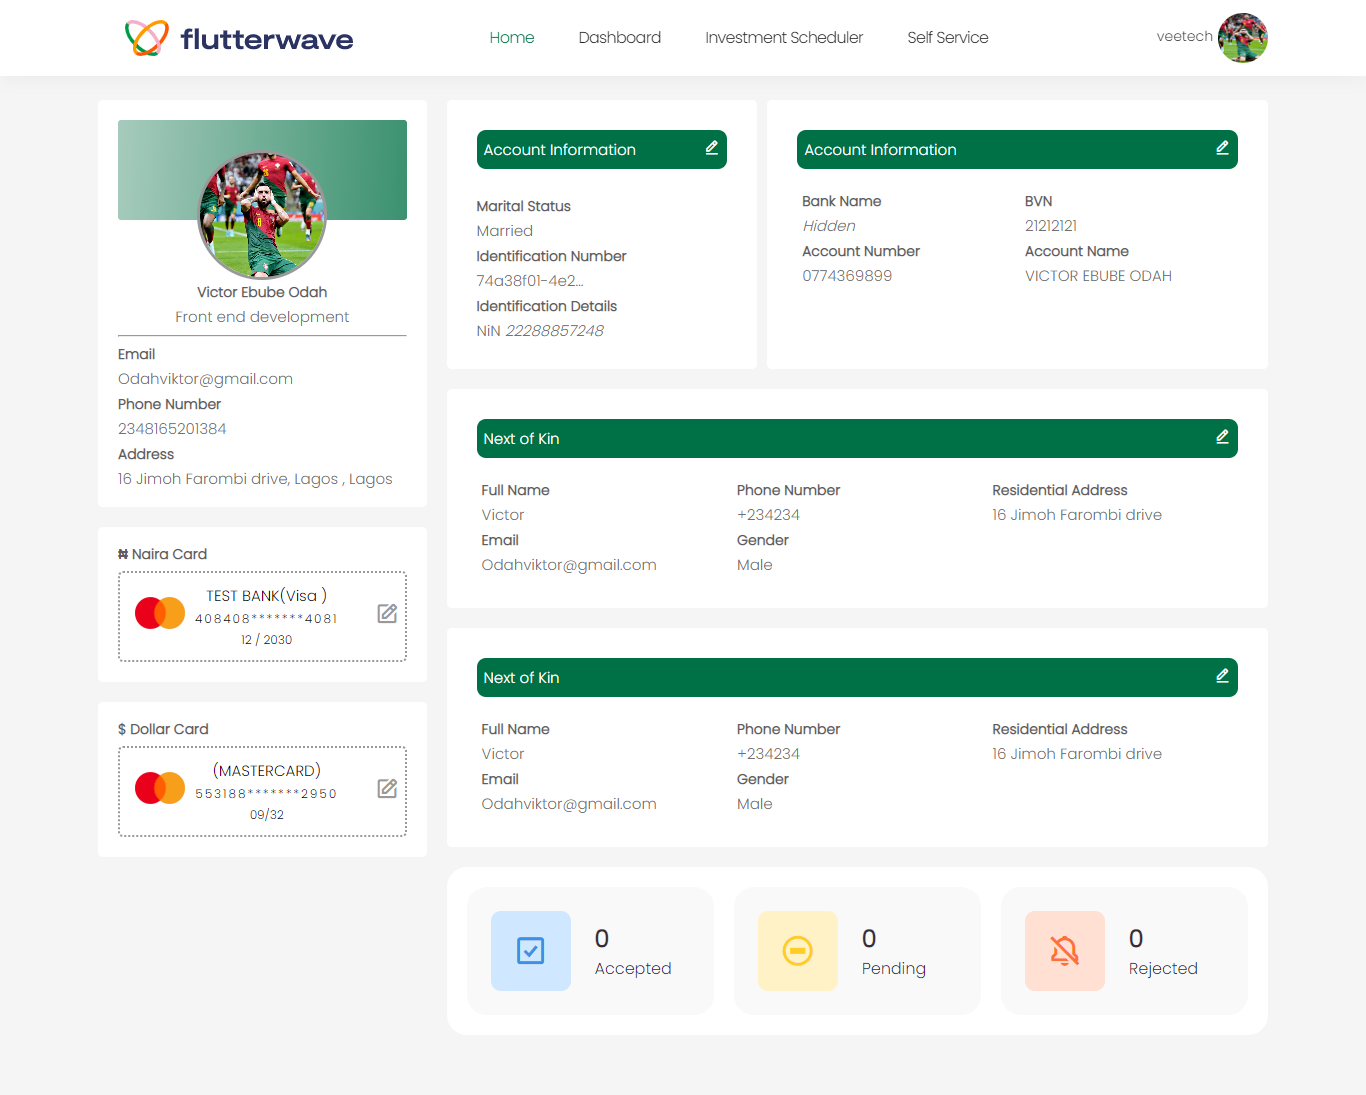 flutterwave
Home Dashboard Investment Scheduler Self Service
veetech
Victor Ebube Odah
Front end development
Email
Odahviktor@gmail.com
Phone Number
2348165201384
Address
16 Jimoh Farombi drive, Lagos , Lagos
₦ Naira Card
TEST BANK(Visa )
408408*******4081
12 / 2030
$ Dollar Card
(MASTERCARD)
553188*******2950
09/32
Account Information
Marital Status
Married
Identification Number
74a38f01-4e2...
Identification Details
NiN 22288857248
Account Information
Bank Name BVN
Hidden 21212121
Account Number Account Name
0774369899 VICTOR EBUBE ODAH
Next of Kin
Full Name Phone Number Residential Address
Victor +234234 16 Jimoh Farombi drive
Email Gender
Odahviktor@gmail.com Male
Next of Kin
Full Name Phone Number Residential Address
Victor +234234 16 Jimoh Farombi drive
Email Gender
Odahviktor@gmail.com Male
0
Accepted
0
Pending
0
Rejected